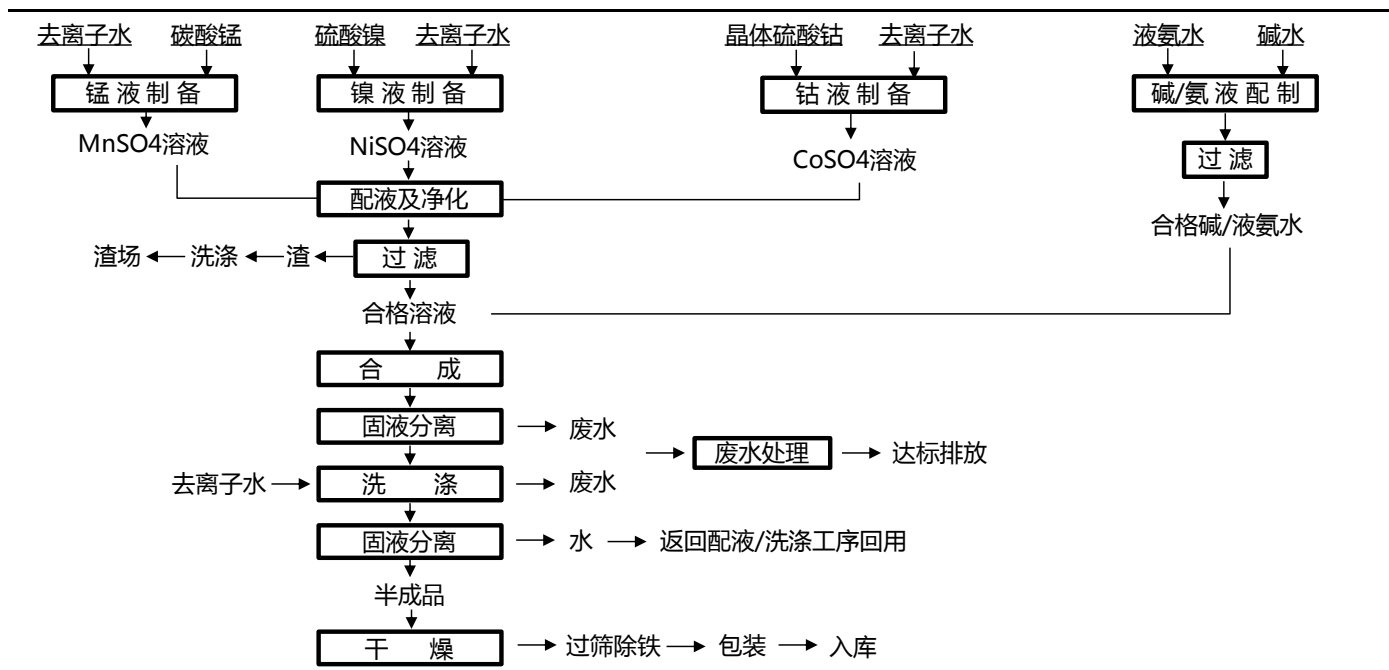 去离子水 碳酸锰 硫酸镍 去离子水 晶体硫酸钴 去离子水 液氨水 碱水
锰液制备 镍液制备 钴液制备 碱/氨液配制
MnSO4溶液 NiSO4溶液 CoSO4溶液 过滤
配液及净化
合格碱/液氨水
渣场 洗涤 渣 过滤
合格溶液
合成
固液分离 废水
废水处理 达标排放
去离子水 洗涤 废水
固液分离 水 返回配液/洗涤工序回用
半成品
干燥 过筛除铁 包装 入库